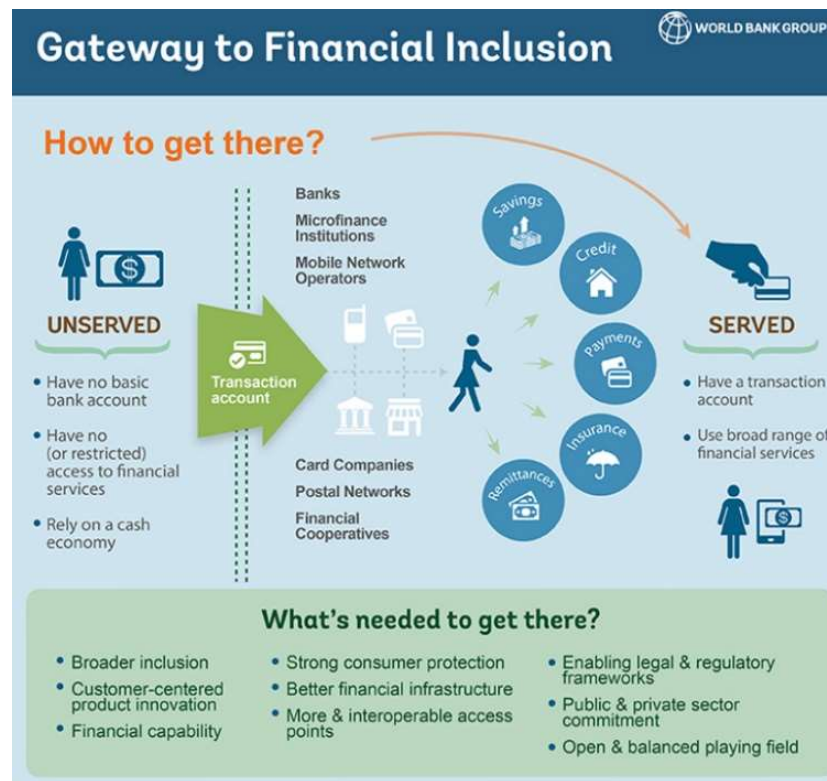 Gateway to Financial Inclusion
WORLD BANK GROUP
How to get there?
UNSERVED
• Have no basic
bank account
• Have no
(or restricted)
access to financial
services
• Rely on a cash
economy
Transaction
account
Banks
Microfinance
Institutions
Mobile Network
Operators
Card Companies
Postal Networks
Financial
Cooperatives
Savings
Credit
Payments
Insurance
Remittances
SERVED
• Have a transaction
account
• Use broad range of
financial services
What's needed to get there?
• Broader inclusion
• Customer-centered
product innovation
• Financial capability
• Strong consumer protection
• Better financial infrastructure
• More & interoperable access
points
• Enabling legal & regulatory
frameworks
• Public & private sector
commitment
• Open & balanced playing field